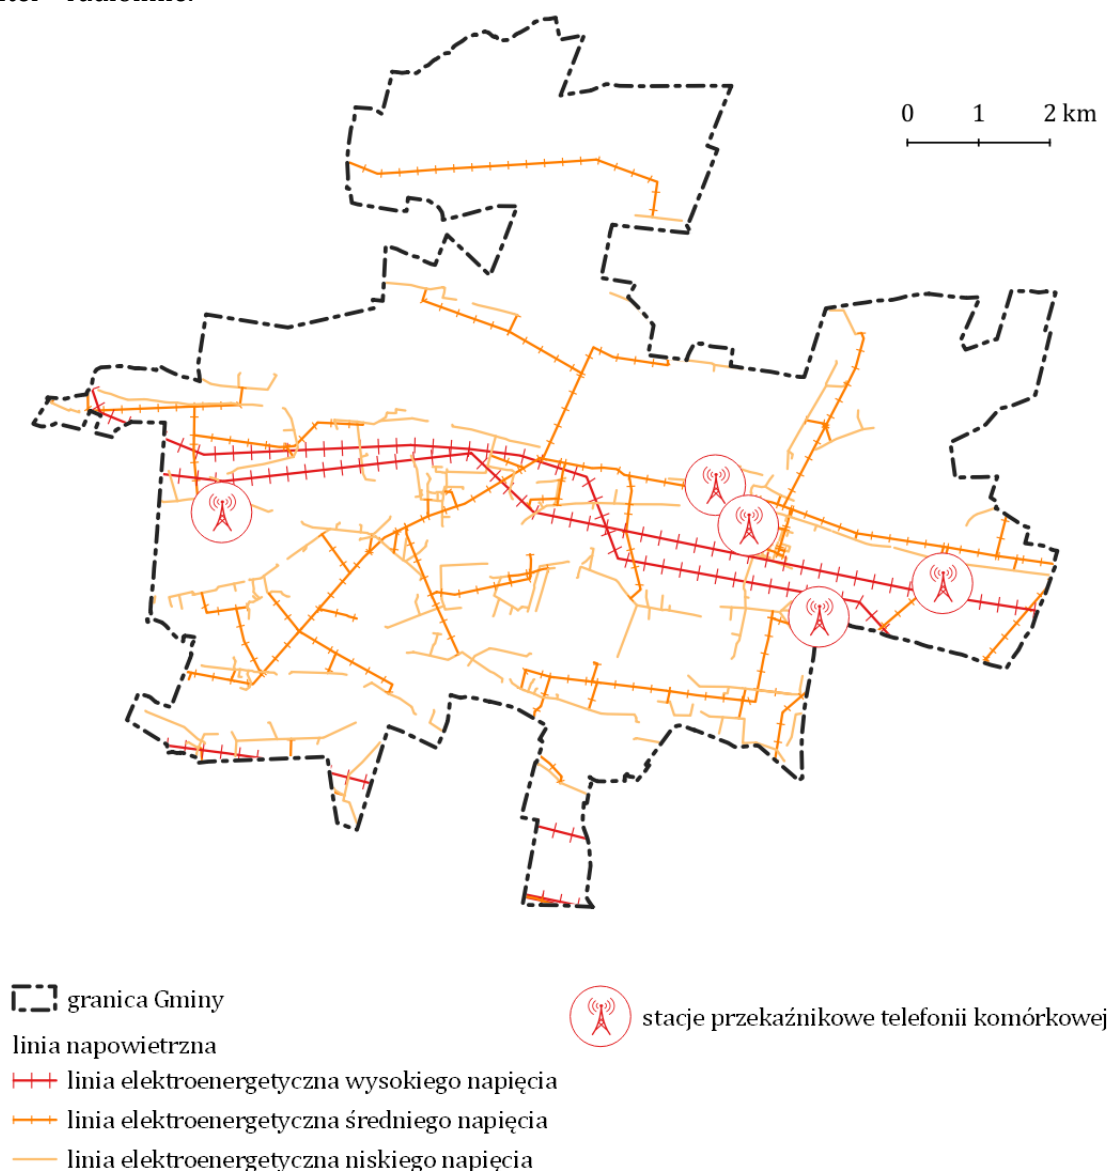 0 1 2 km
granica Gminy
stacje przekaźnikowe telefonii komórkowej
linia napowietrzna
linia elektroenergetyczna wysokiego napięcia
linia elektroenergetyczna średniego napięcia
linia elektroenergetyczna niskiego napięcia